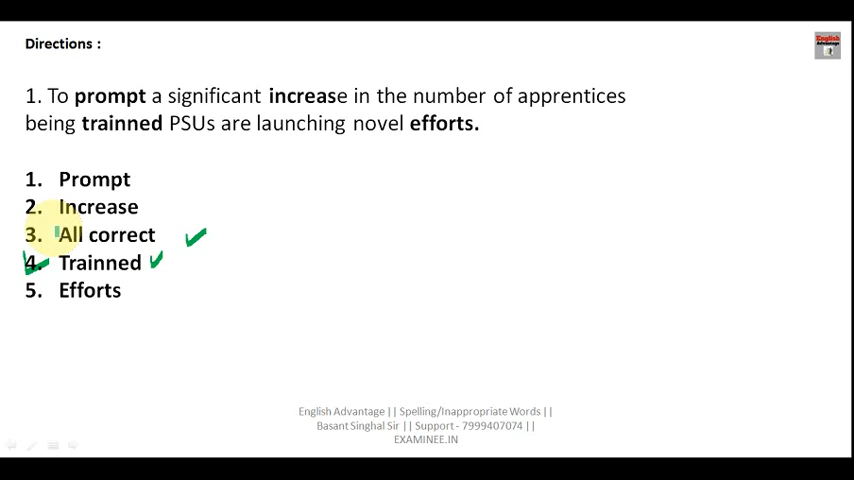 Directions :
English
Advantage
1. To prompt a significant increase in the number of apprentices
being trainned PSUs are launching novel efforts.
1. Prompt
2. Increase
3. All correct
4. Trainned
5. Efforts
English Advantage || Spelling/Inappropriate Words ||
Basant Singhal Sir || Support - 7999407074 ||
EXAMINEE.IN